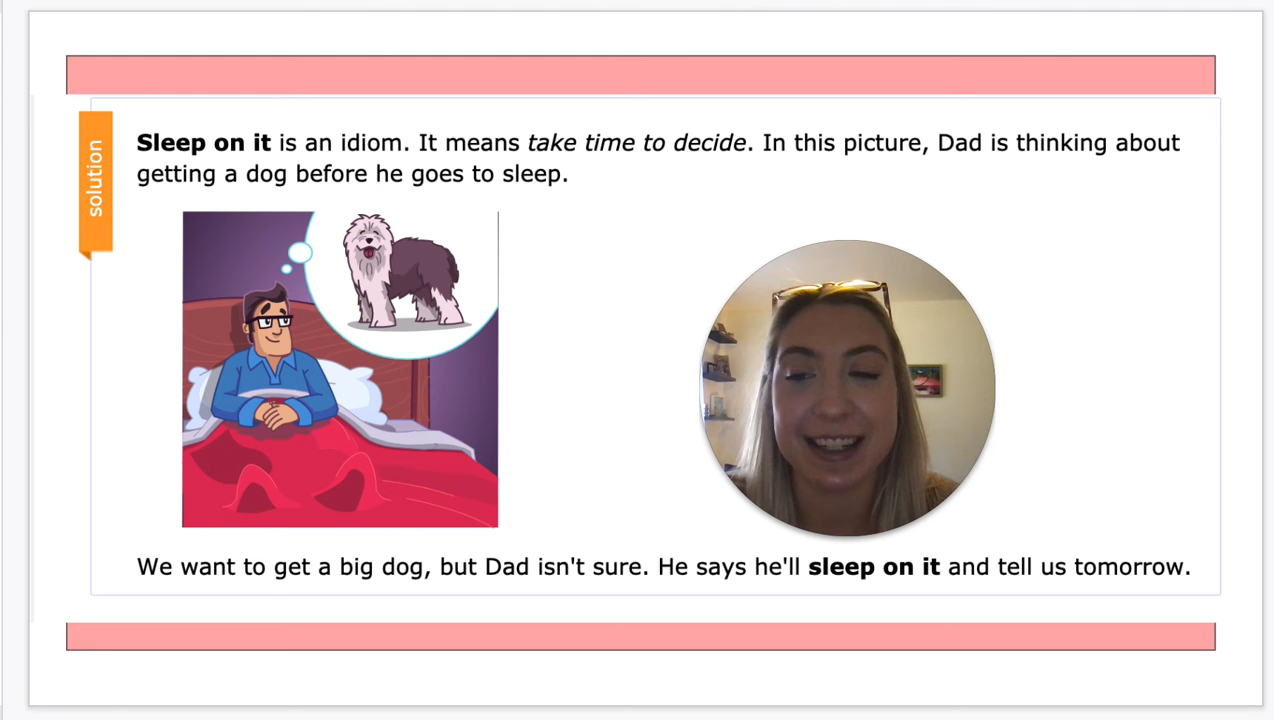 solution
Sleep on it is an idiom. It means take time to decide. In this picture, Dad is thinking about
getting a dog before he goes to sleep.
We want to get a big dog, but Dad isn't sure. He says he'll sleep on it and tell us tomorrow.